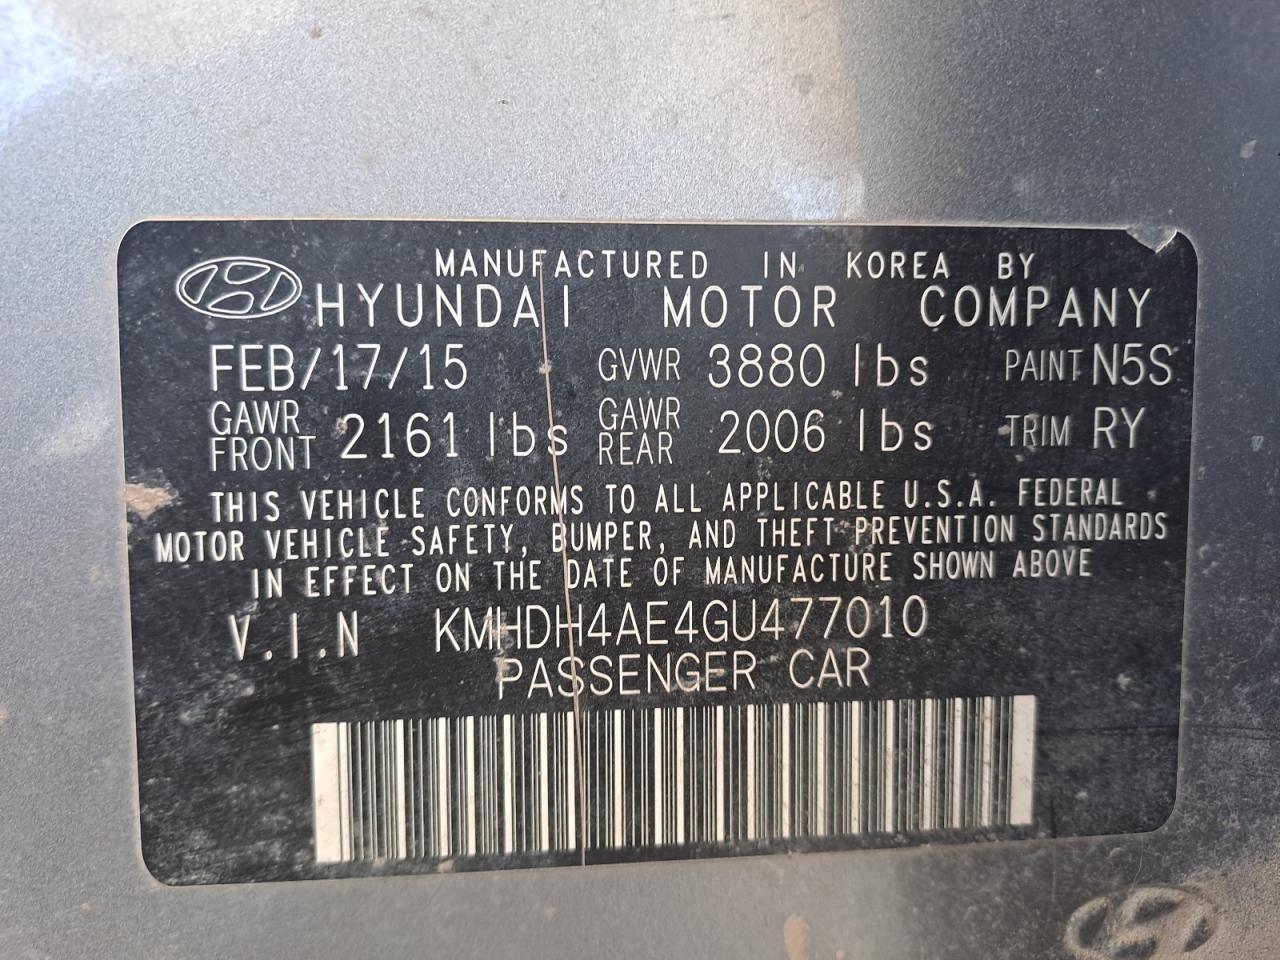 MANUFACTURED IN KOREA BY
HYUNDAI MOTOR COMPANY
FEB/17/15 GVWR 3880 lbs PAINT N5S
GAWR FRONT 2161 lbs GAWR REAR 2006 lbs TRIM RY
THIS VEHICLE CONFORMS TO ALL APPLICABLE U.S.A. FEDERAL
MOTOR VEHICLE SAFETY, BUMPER, AND THEFT PREVENTION STANDARDS
IN EFFECT ON THE DATE OF MANUFACTURE SHOWN ABOVE
V.I.N KMHDH4AE4GU477010
PASSENGER CAR